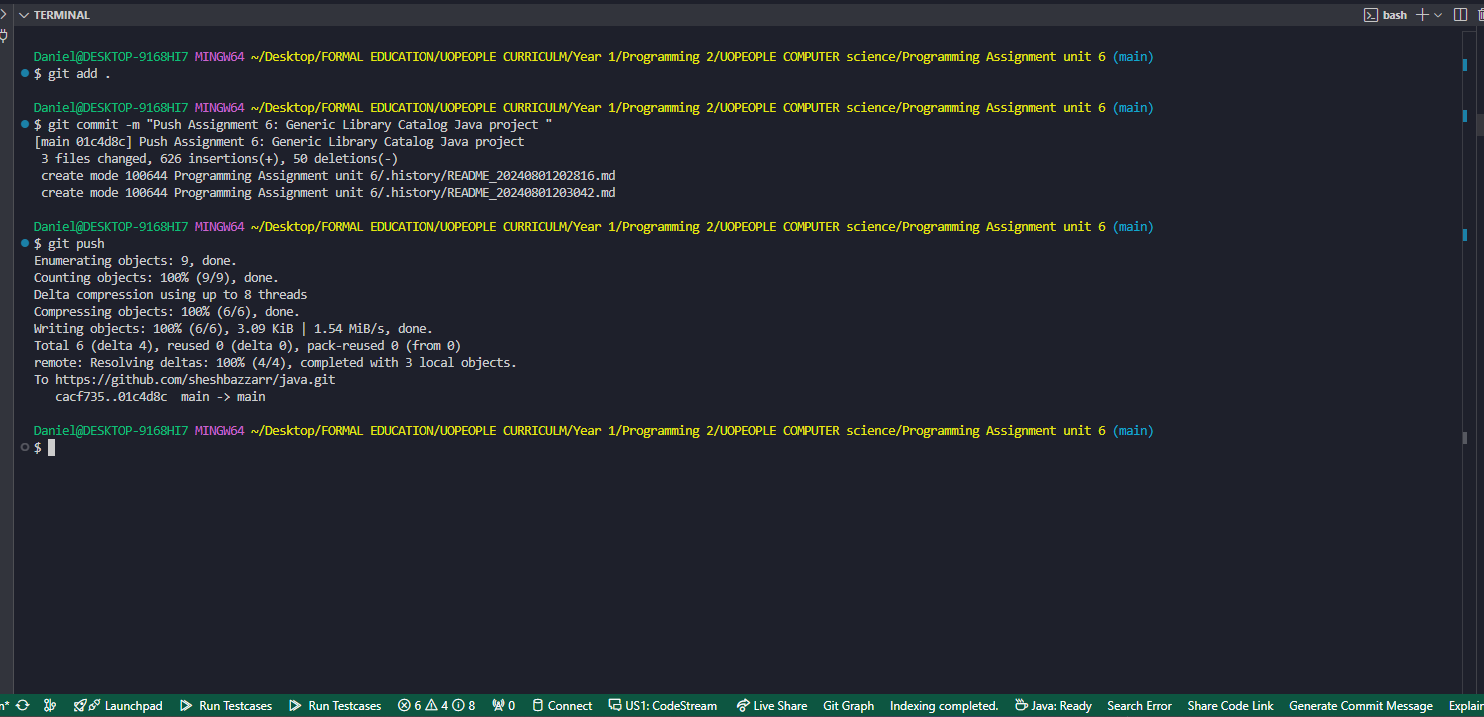 TERMINAL
bash
Daniel@DESKTOP-9168HI7 MINGW64 ~/Desktop/FORMAL EDUCATION/UOPEOPLE CURRICULM/Year 1/Programming 2/UOPEOPLE COMPUTER science/Programming Assignment unit 6 (main)
$ git add .
Daniel@DESKTOP-9168HI7 MINGW64 ~/Desktop/FORMAL EDUCATION/UOPEOPLE CURRICULM/Year 1/Programming 2/UOPEOPLE COMPUTER science/Programming Assignment unit 6 (main)
$ git commit -m "Push Assignment 6: Generic Library Catalog Java project "
[main 01c4d8c] Push Assignment 6: Generic Library Catalog Java project
3 files changed, 626 insertions(+), 50 deletions(-)
create mode 100644 Programming Assignment unit 6/.history/README_20240801202816.md
create mode 100644 Programming Assignment unit 6/.history/README_20240801203042.md
Daniel@DESKTOP-9168HI7 MINGW64 ~/Desktop/FORMAL EDUCATION/UOPEOPLE CURRICULM/Year 1/Programming 2/UOPEOPLE COMPUTER science/Programming Assignment unit 6 (main)
$ git push
Enumerating objects: 9, done.
Counting objects: 100% (9/9), done.
Delta compression using up to 8 threads
Compressing objects: 100% (6/6), done.
Writing objects: 100% (6/6), 3.09 KiB | 1.54 MiB/s, done.
Total 6 (delta 4), reused 0 (delta 0), pack-reused 0 (from 0)
remote: Resolving deltas: 100% (4/4), completed with 3 local objects.
To https://github.com/sheshbazzarr/java.git
cacf735..01c4d8c  main -> main
Daniel@DESKTOP-9168HI7 MINGW64 ~/Desktop/FORMAL EDUCATION/UOPEOPLE CURRICULM/Year 1/Programming 2/UOPEOPLE COMPUTER science/Programming Assignment unit 6 (main)
$
n* Launchpad Run Testcases Run Testcases 6 4 8 0 Connect US1: CodeStream Live Share Git Graph Indexing completed. Java: Ready Search Error Share Code Link Generate Commit Message Explai